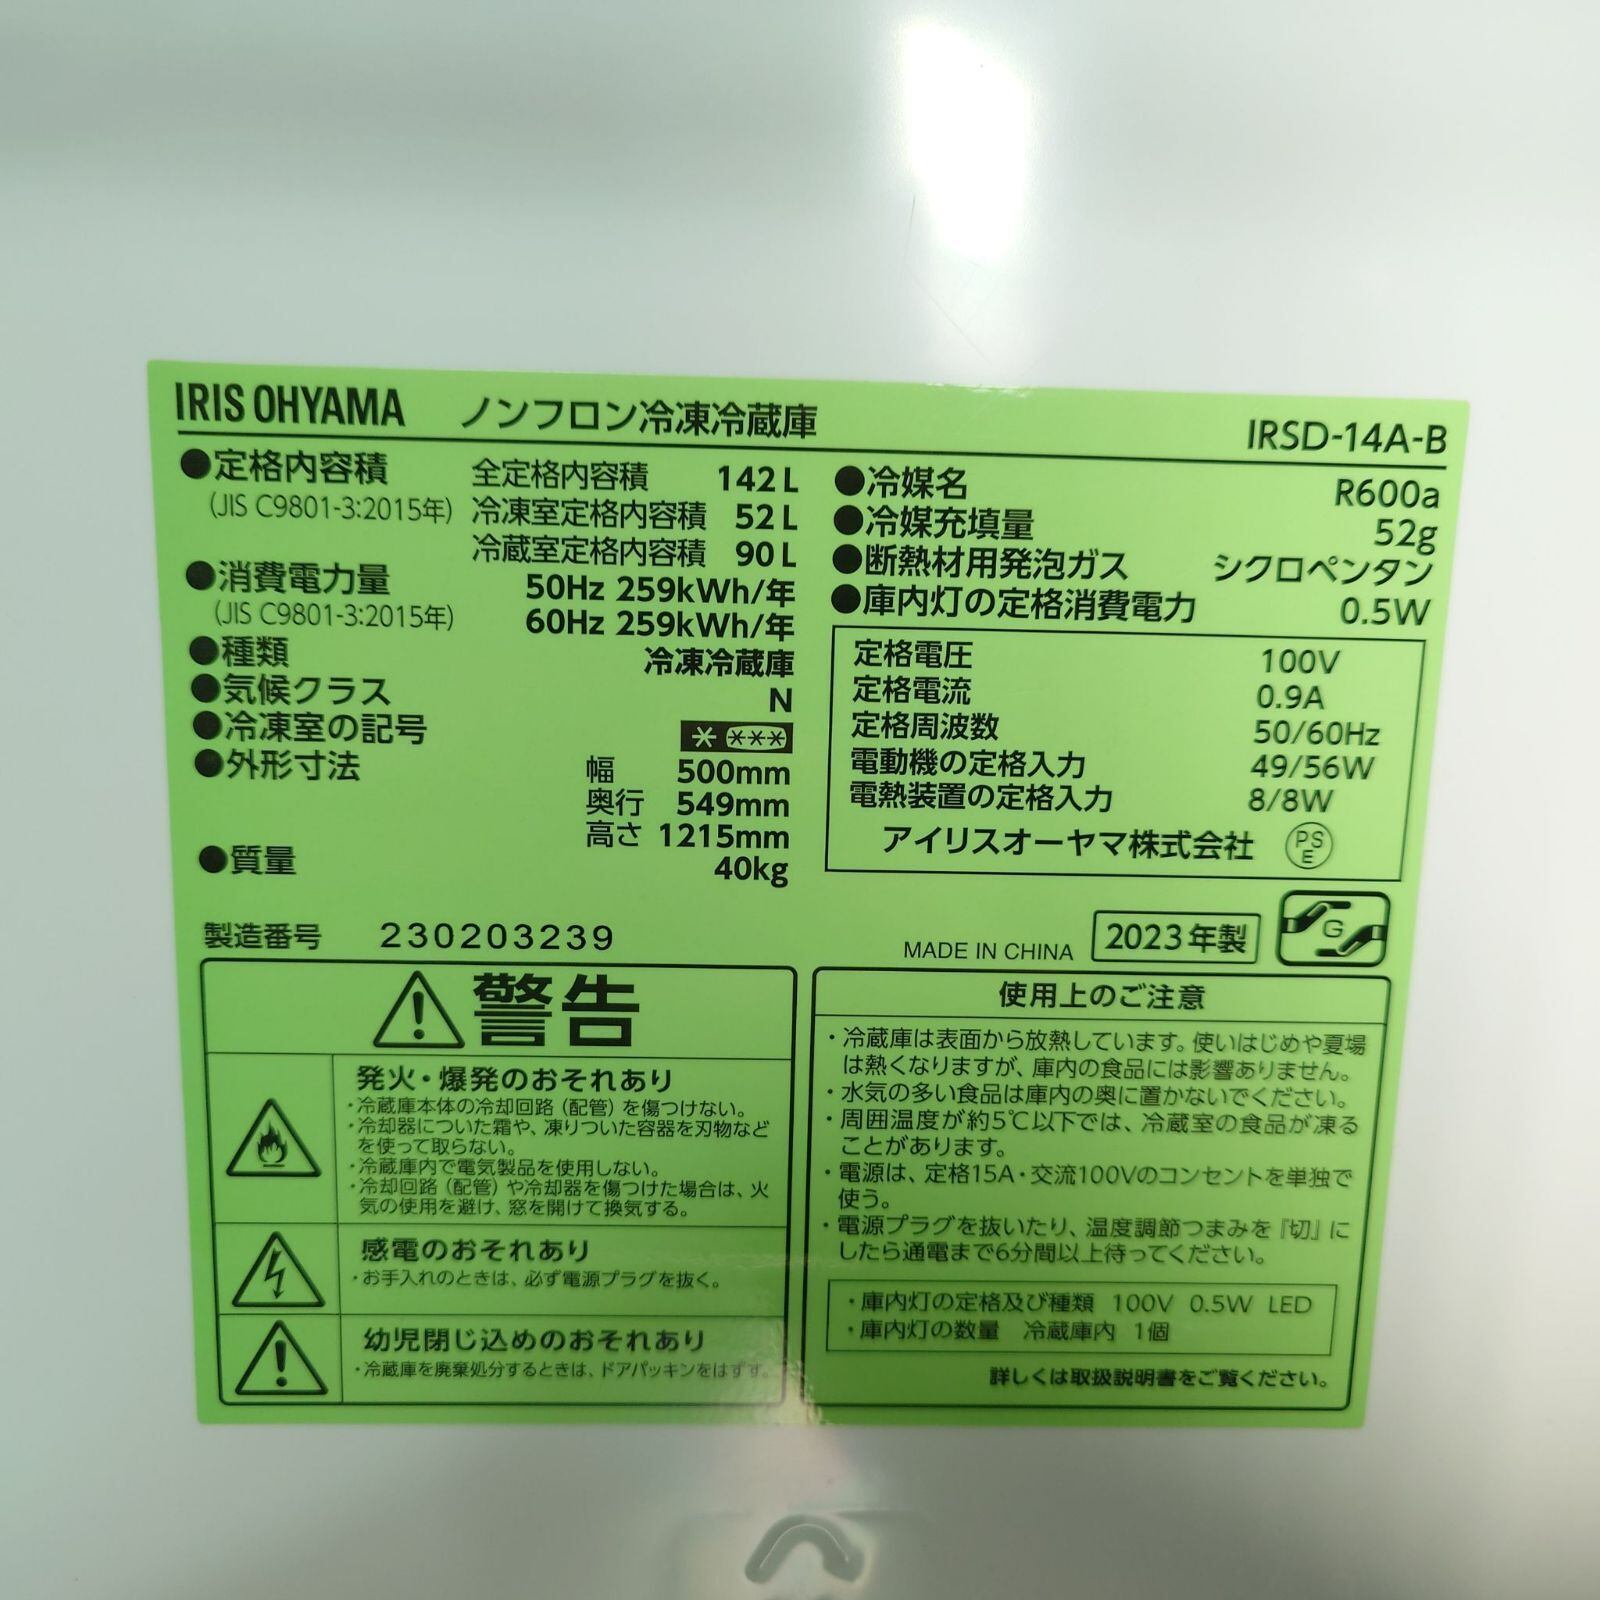 IRIS OHYAMA ノンフロン冷凍冷蔵庫 IRSD-14A-B
●定格内容積 全定格内容積 142L
(JIS C9801-3:2015年) 冷凍室定格内容積 52L
冷蔵室定格内容積 90L
●消費電力量 50Hz 259kWh/年
(JIS C9801-3:2015年) 60Hz 259kWh/年
●種類 冷凍冷蔵庫
●気候クラス N
●冷凍室の記号 * ***
●外形寸法 幅 500mm
奥行 549mm
高さ 1215mm
●質量 40kg
●冷媒名 R600a
●冷媒充填量 52g
●断熱材用発泡ガス シクロペンタン
●庫内灯の定格消費電力 0.5W
定格電圧 100V
定格電流 0.9A
定格周波数 50/60Hz
電動機の定格入力 49/56W
電熱装置の定格入力 8/8W
アイリスオーヤマ株式会社 PSE
製造番号 230203239
MADE IN CHINA 2023年製 G
警告
発火・爆発のおそれあり
・冷蔵庫本体の冷却回路(配管)を傷つけない。
・冷却器についた霜や、凍りついた容器を刃物など
を使って取らない。
・冷蔵庫内で電気製品を使用しない。
・冷却回路(配管)や冷却器を傷つけた場合は、火
気の使用を避け、窓を開けて換気する。
感電のおそれあり
・お手入れのときは、必ず電源プラグを抜く。
幼児閉じ込めのおそれあり
・冷蔵庫を廃棄処分するときは、ドアパッキンをはずす。
使用上のご注意
・冷蔵庫は表面から放熱しています。使いはじめや夏場
は熱くなりますが、庫内の食品には影響ありません。
・水気の多い食品は庫内の奥に置かないでください。
・周囲温度が約5℃以下では、冷蔵室の食品が凍る
ことがあります。
・電源は、定格15A・交流100Vのコンセントを単独で
使う。
・電源プラグを抜いたり、温度調節つまみを『切』に
したら通電まで6分間以上待ってください。
・庫内灯の定格及び種類 100V 0.5W LED
・庫内灯の数量 冷蔵庫内 1個
詳しくは取扱説明書をご覧ください。